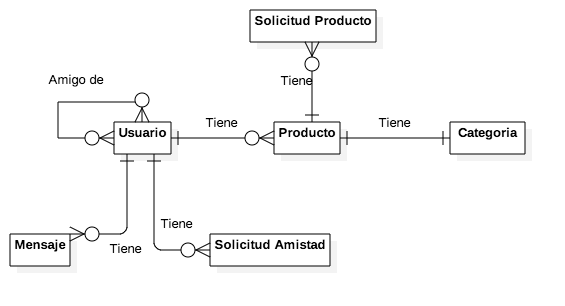 Solicitud Producto
Tiene
Amigo de
Usuario
Tiene
Producto
Tiene
Categoria
Tiene
Mensaje
Tiene
Solicitud Amistad